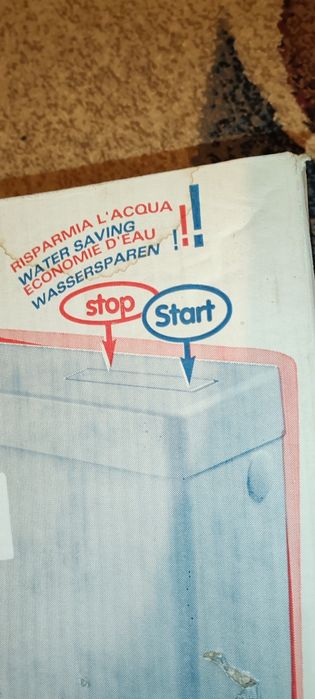 RISPARMIA L'ACQUA
WATER SAVING
ECONOMIE D'EAU
WASSERSPAREN !!!
stop
Start